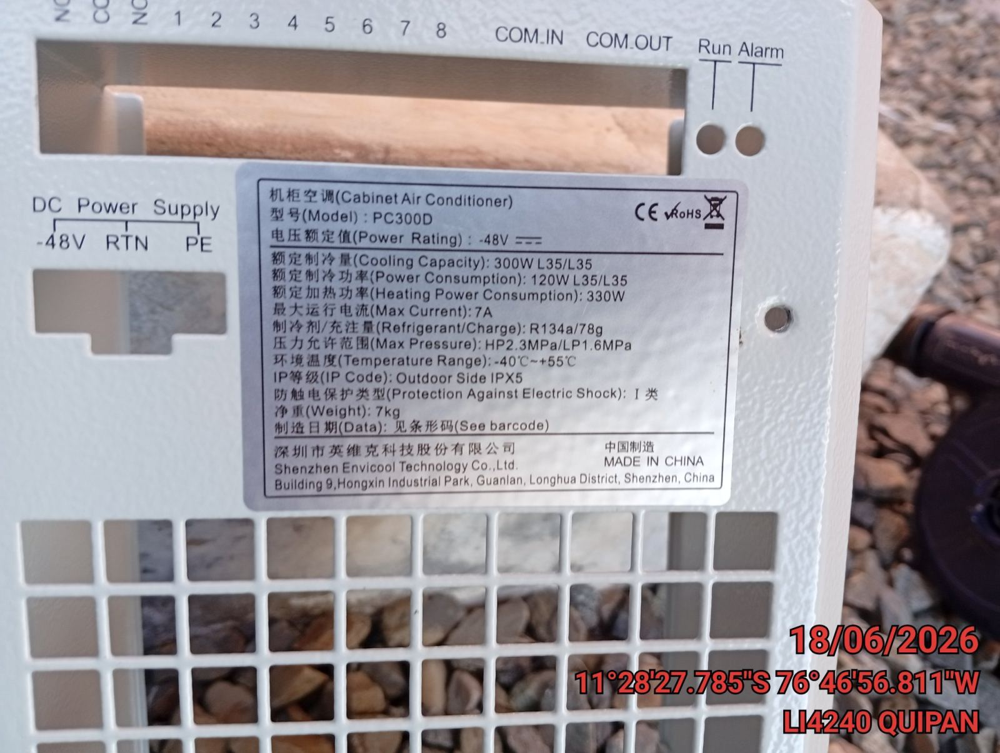 NO
CO
NC
1 2 3 4 5 6 7 8 COM.IN COM.OUT Run Alarm
DC Power Supply
-48V RTN PE
机柜空调(Cabinet Air Conditioner)
型号(Model) : PC300D
CE RoHS
电压额定值(Power Rating) : -48V
额定制冷量(Cooling Capacity): 300W L35/L35
额定制冷功率(Power Consumption): 120W L35/L35
额定加热功率(Heating Power Consumption): 330W
最大运行电流(Max Current): 7A
制冷剂/充注量(Refrigerant/Charge): R134a/78g
压力允许范围(Max Pressure): HP2.3MPa/LP1.6MPa
环境温度(Temperature Range): -40℃~+55℃
IP等级(IP Code): Outdoor Side IPX5
防触电保护类型(Protection Against Electric Shock): I 类
净重(Weight): 7kg
制造日期(Data): 见条形码(See barcode)
深圳市英维克科技股份有限公司
中国制造
Shenzhen Envicool Technology Co.,Ltd.
MADE IN CHINA
Building 9,Hongxin Industrial Park, Guanlan, Longhua District, Shenzhen, China
18/06/2026
11°28'27.785"S 76°46'56.811"W
LI4240 QUIPAN